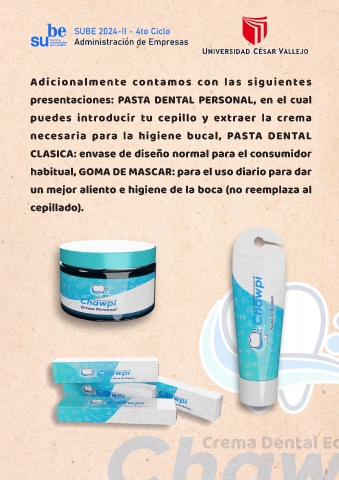 sube
SUBE 2024-II - 4to Ciclo
Administración de Empresas
UNIVERSIDAD CÉSAR VALLEJO
Adicionalmente contamos con las siguientes
presentaciones: PASTA DENTAL PERSONAL, en el cual
puedes introducir tu cepillo y extraer la crema
necesaria para la higiene bucal, PASTA DENTAL
CLASICA: envase de diseño normal para el consumidor
habitual, GOMA DE MASCAR: para el uso diario para dar
un mejor aliento e higiene de la boca (no reemplaza al
cepillado).
Chawpi
Crema Personal
Chawpi
Chawpi
Chawpi
Crema Dental Ec
Chaw